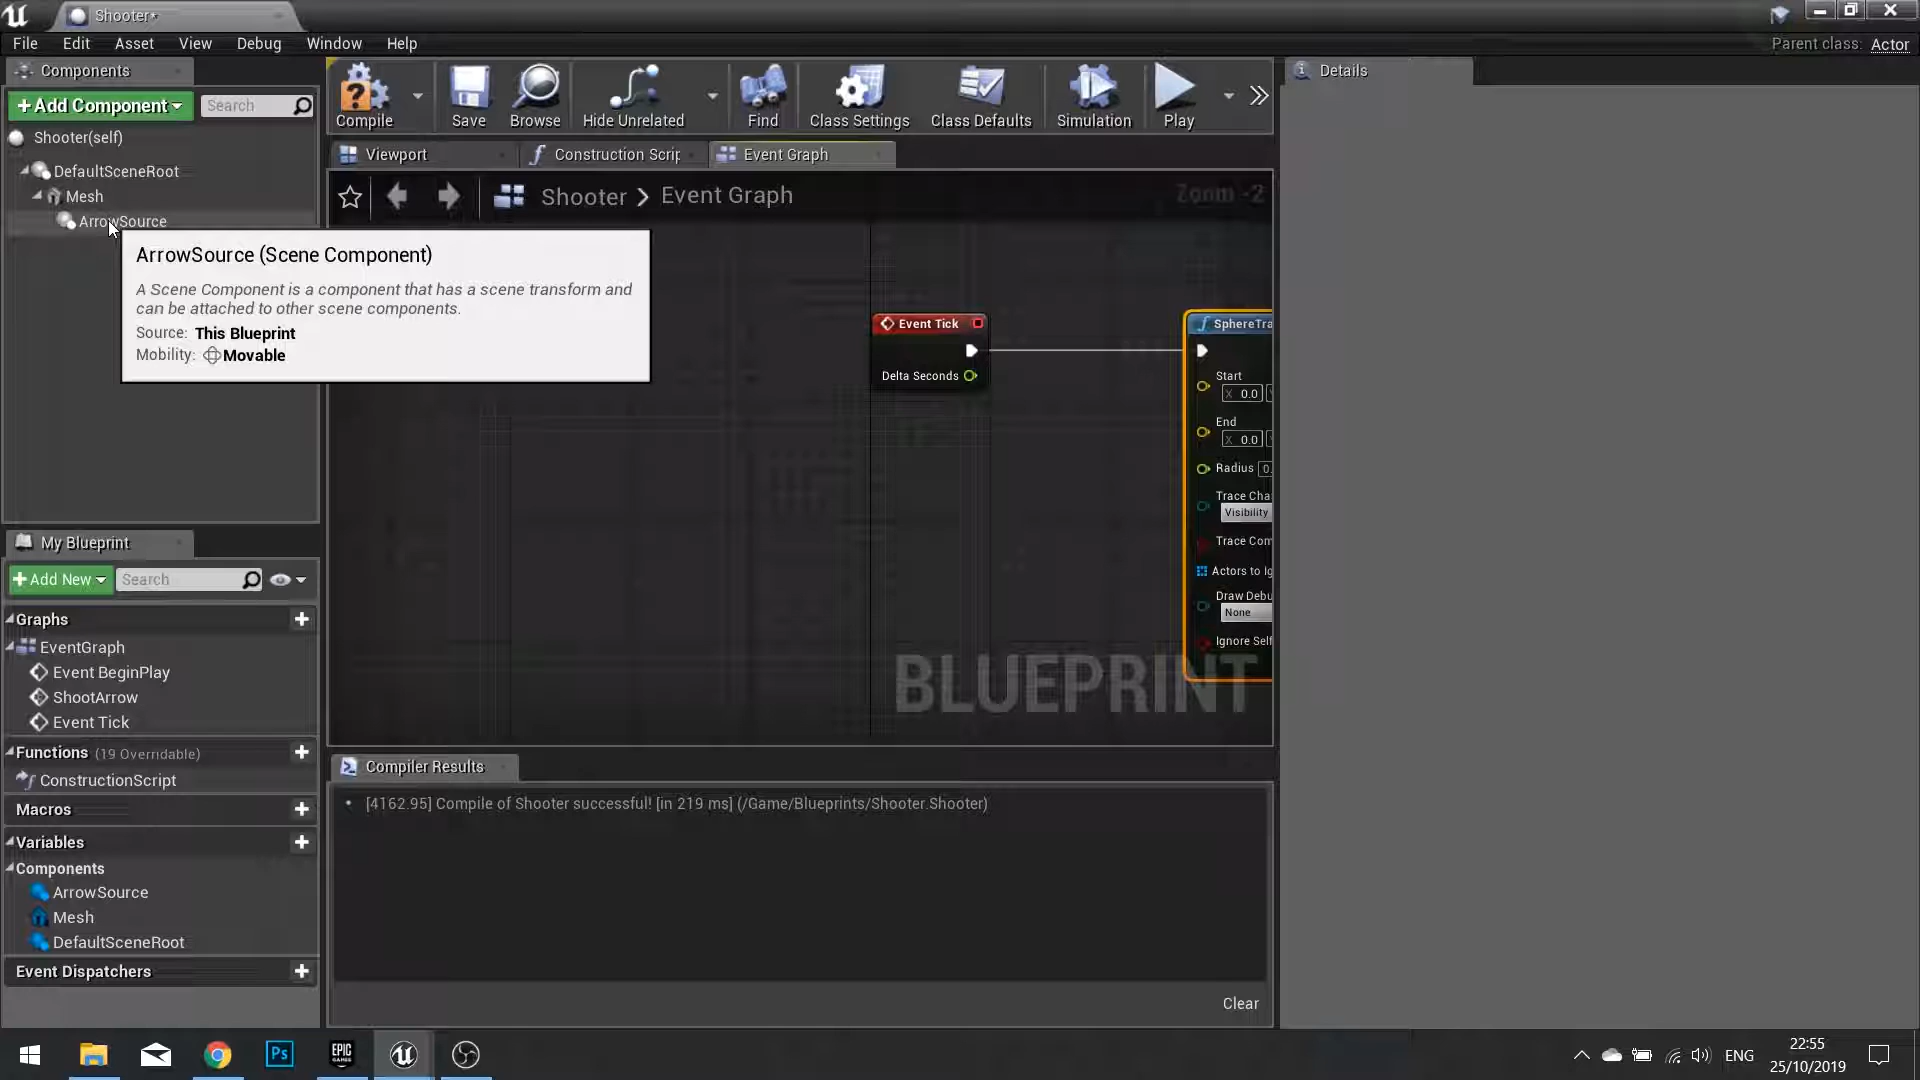 Shooter*
File Edit Asset View Debug Window Help
Parent class: Actor
Components
Details
+Add Component
Search
Compile
Save
Browse
Hide Unrelated
Find
Class Settings
Class Defaults
Simulation
Play
Shooter(self)
DefaultSceneRoot
Mesh
ArrowSource
Viewport
Construction Scrip
Event Graph
Shooter > Event Graph
Zoom -2
ArrowSource (Scene Component)
A Scene Component is a component that has a scene transform and
can be attached to other scene components.
Source: This Blueprint
Mobility: Movable
Event Tick
Delta Seconds
SphereTra
Start
X 0.0
End
X 0.0
Radius 0.
Trace Cha
Visibility
Trace Com
Actors to Ig
Draw Debu
None
Ignore Self
BLUEPRINT
My Blueprint
+Add New
Search
Graphs
EventGraph
Event BeginPlay
ShootArrow
Event Tick
Functions (19 Overridable)
ConstructionScript
Macros
Variables
Components
ArrowSource
Mesh
DefaultSceneRoot
Event Dispatchers
Compiler Results
• [4162.95] Compile of Shooter successful! [in 219 ms] (/Game/Blueprints/Shooter.Shooter)
Clear
Ps
EPIC
GAMES
ENG
22:55
25/10/2019